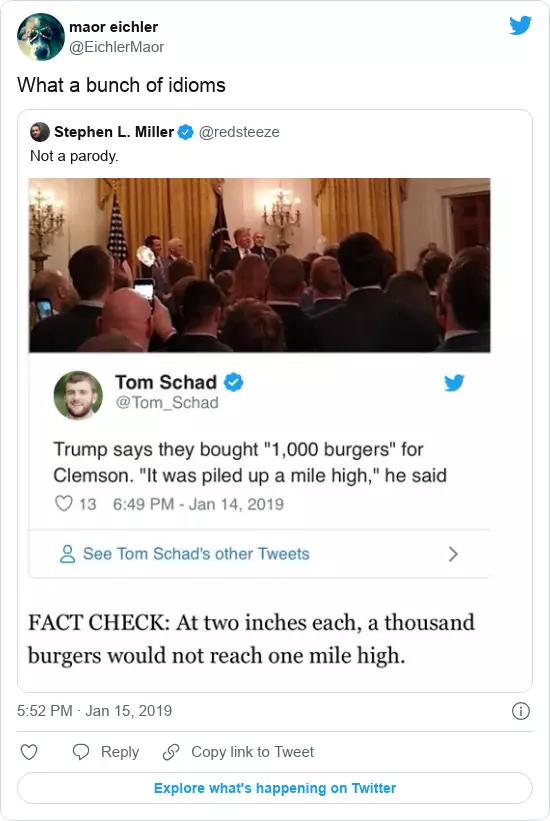 maor eichler
@EichlerMaor
What a bunch of idioms
Stephen L. Miller @redsteeze
Not a parody.
Tom Schad
@Tom_Schad
Trump says they bought "1,000 burgers" for
Clemson. "It was piled up a mile high," he said
13 6:49 PM - Jan 14, 2019
See Tom Schad's other Tweets
FACT CHECK: At two inches each, a thousand
burgers would not reach one mile high.
5:52 PM · Jan 15, 2019
Reply Copy link to Tweet
Explore what's happening on Twitter